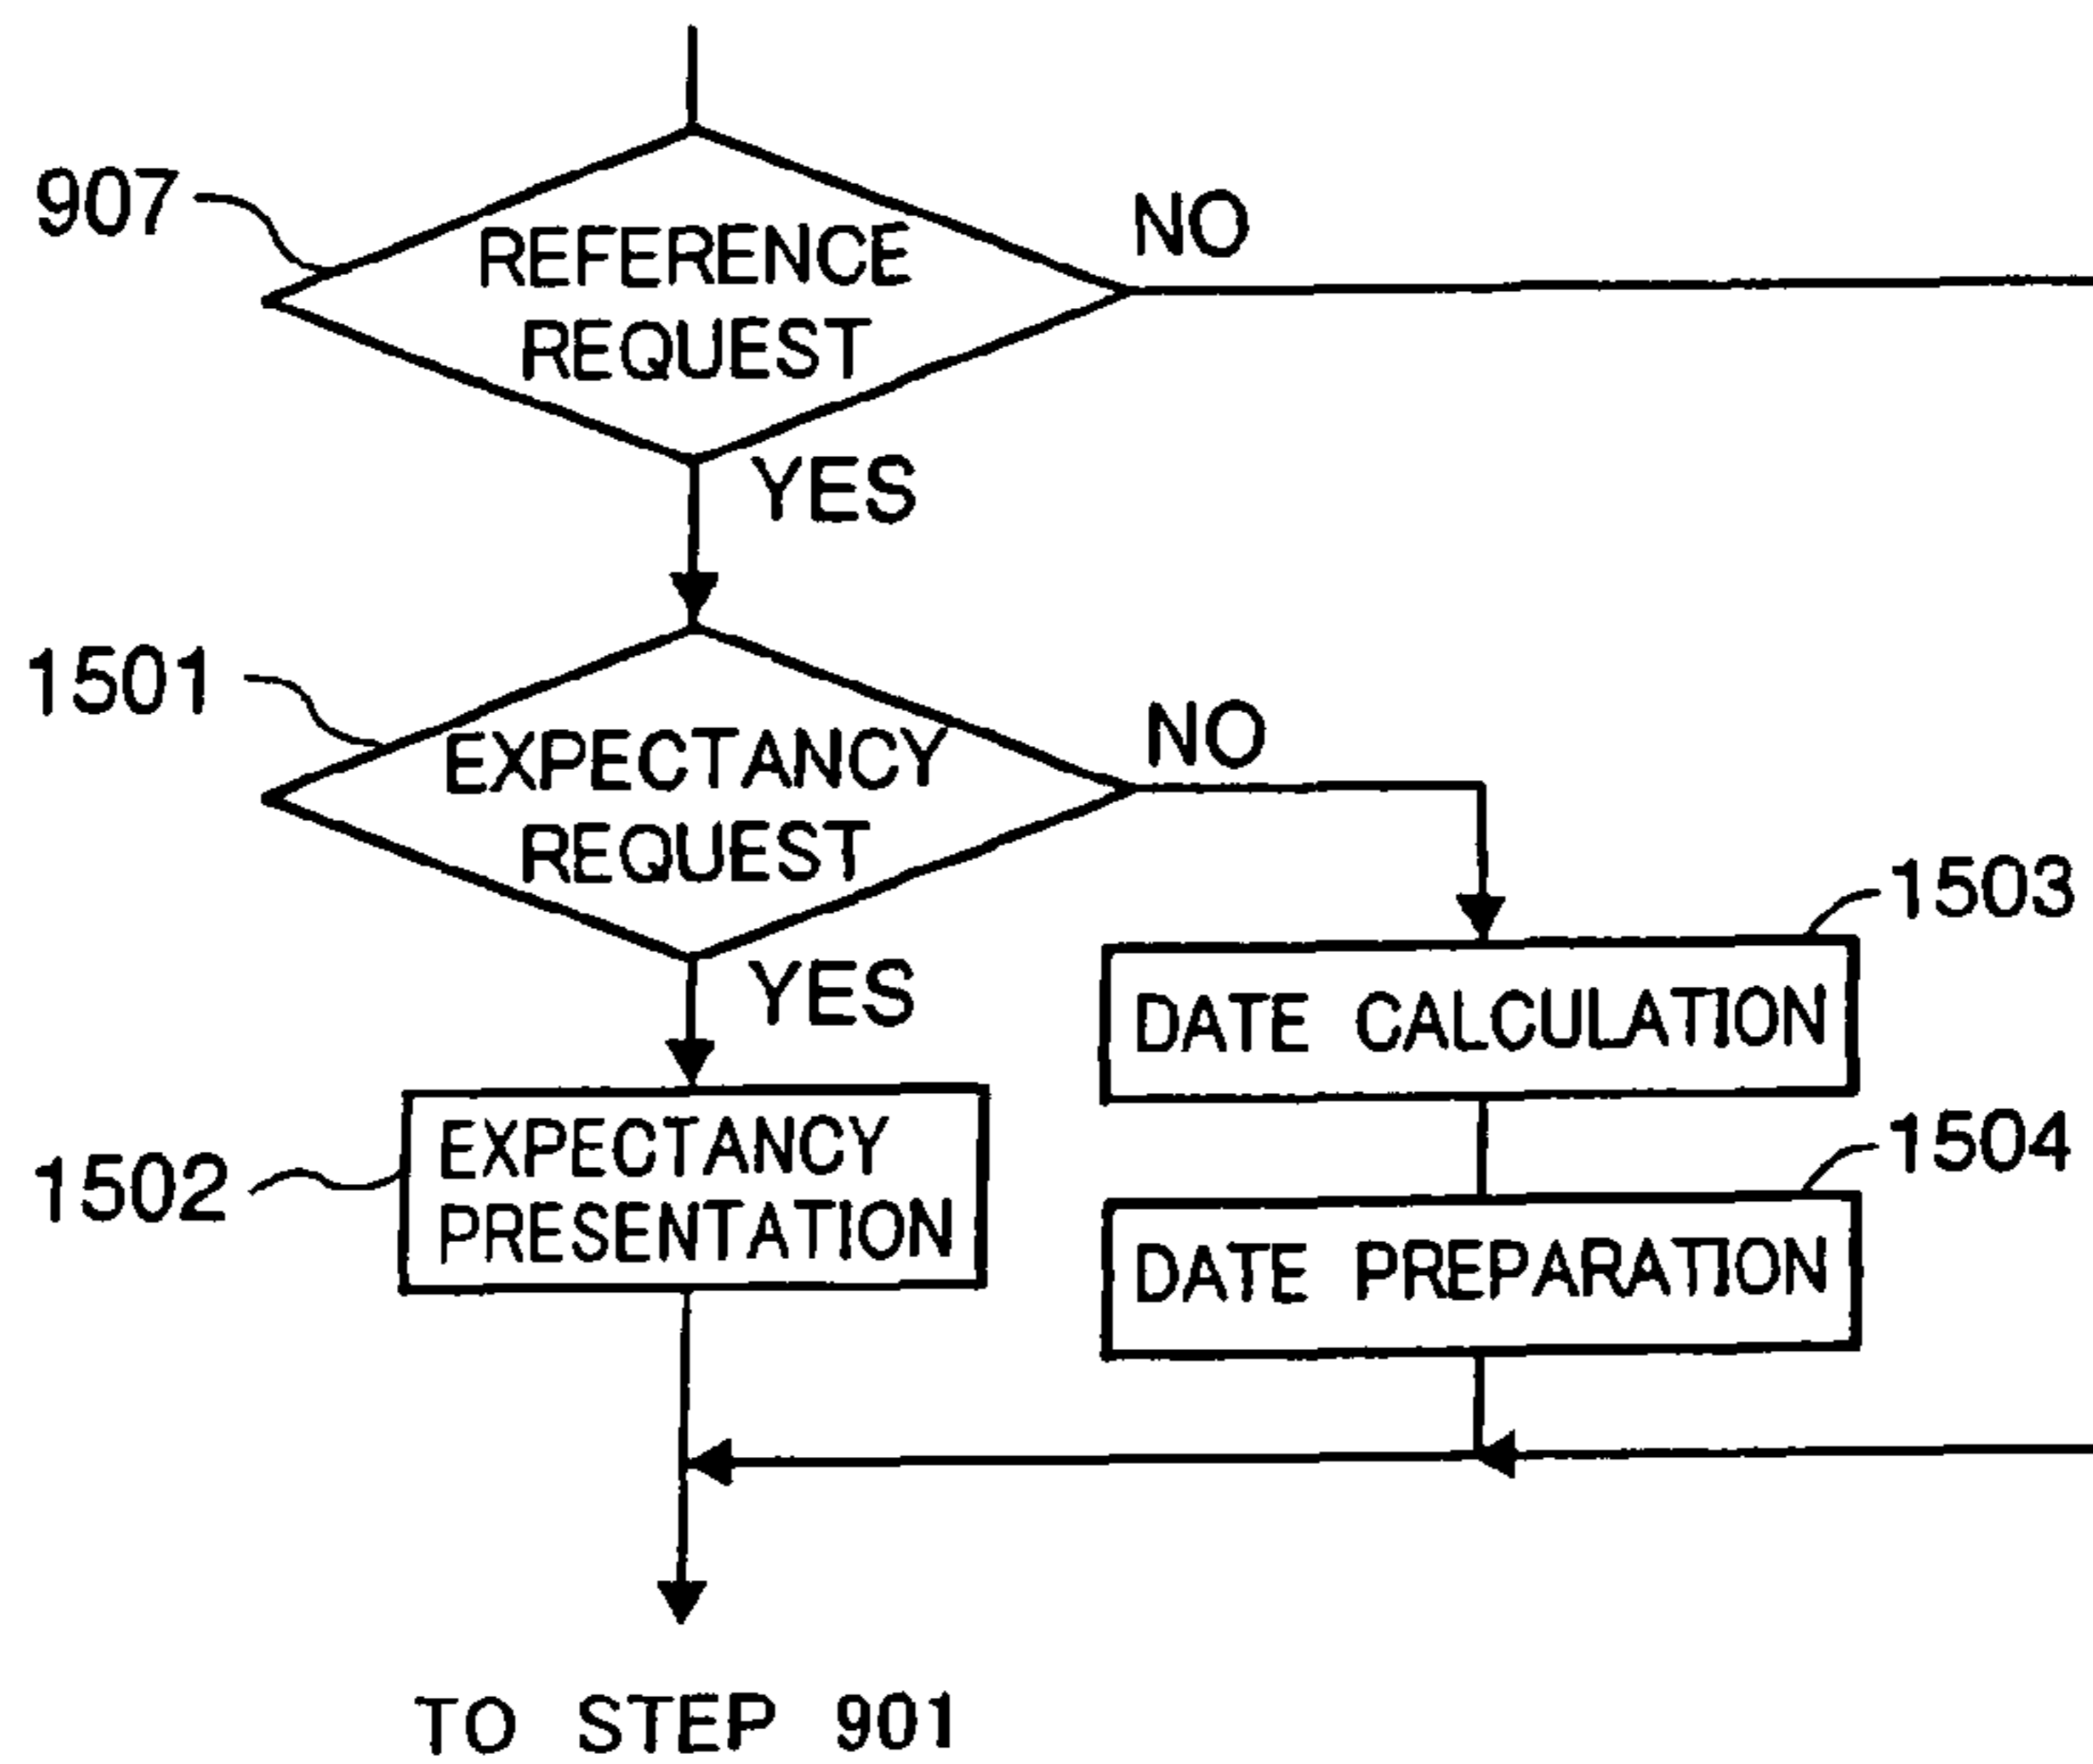 907
REFERENCE
REQUEST
NO
YES
1501
EXPECTANCY
REQUEST
NO
YES
1503
DATE CALCULATION
1502
EXPECTANCY
PRESENTATION
1504
DATE PREPARATION
TO STEP 901